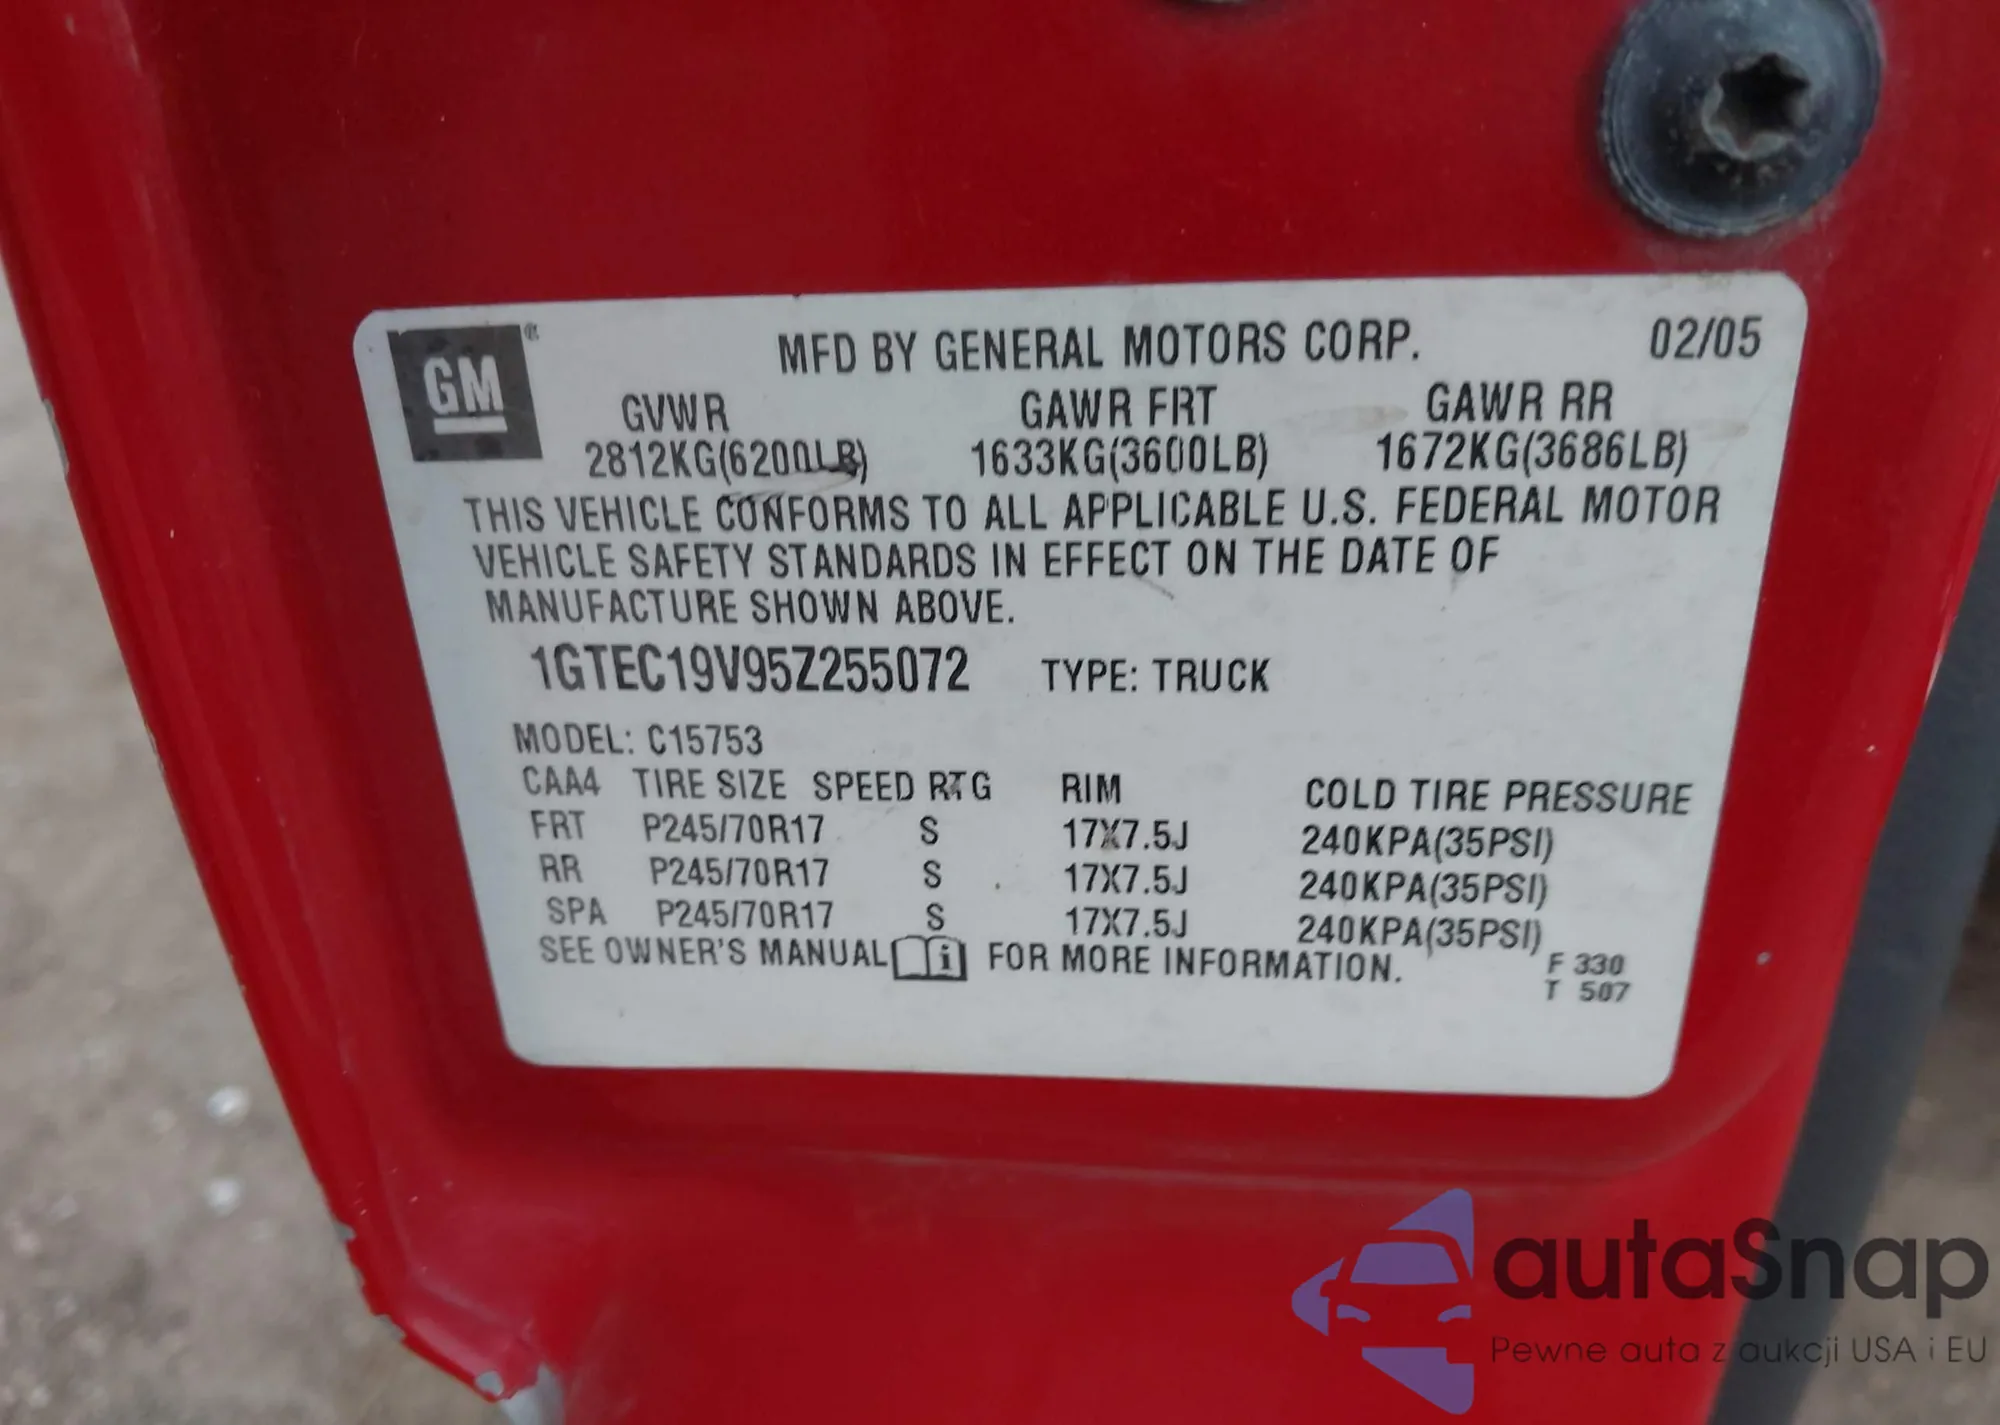 GM ®
MFD BY GENERAL MOTORS CORP. 02/05
GVWR GAWR FRT GAWR RR
2812KG(6200LB) 1633KG(3600LB) 1672KG(3686LB)
THIS VEHICLE CONFORMS TO ALL APPLICABLE U.S. FEDERAL MOTOR
VEHICLE SAFETY STANDARDS IN EFFECT ON THE DATE OF
MANUFACTURE SHOWN ABOVE.
1GTEC19V95Z255072 TYPE: TRUCK
MODEL: C15753
CAA4 TIRE SIZE SPEED RTG RIM COLD TIRE PRESSURE
FRT P245/70R17 S 17X7.5J 240KPA(35PSI)
RR P245/70R17 S 17X7.5J 240KPA(35PSI)
SPA P245/70R17 S 17X7.5J 240KPA(35PSI)
SEE OWNER'S MANUAL i FOR MORE INFORMATION.
F 330
T 507
autaSnap
Pewne auta z aukcji USA i EU